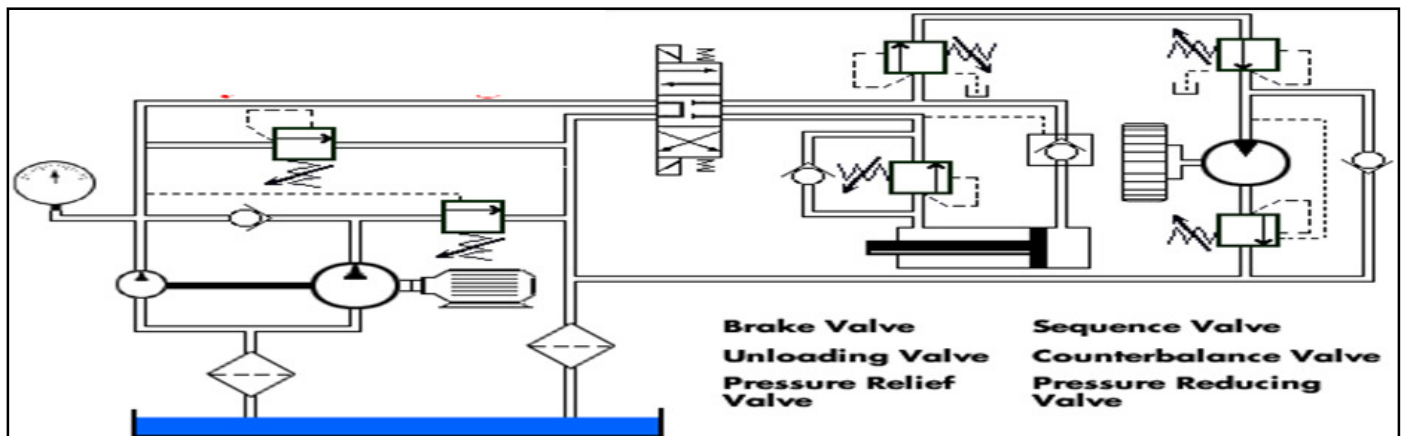 Brake Valve
Unloading Valve
Pressure Relief
Valve
Sequence Valve
Counterbalance Valve
Pressure Reducing
Valve